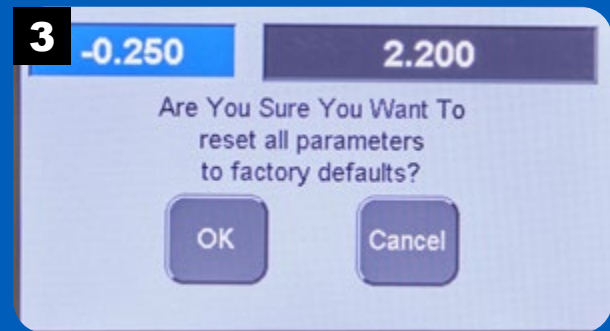 3
-0.250 2.200
Are You Sure You Want To
reset all parameters
to factory defaults?
OK Cancel